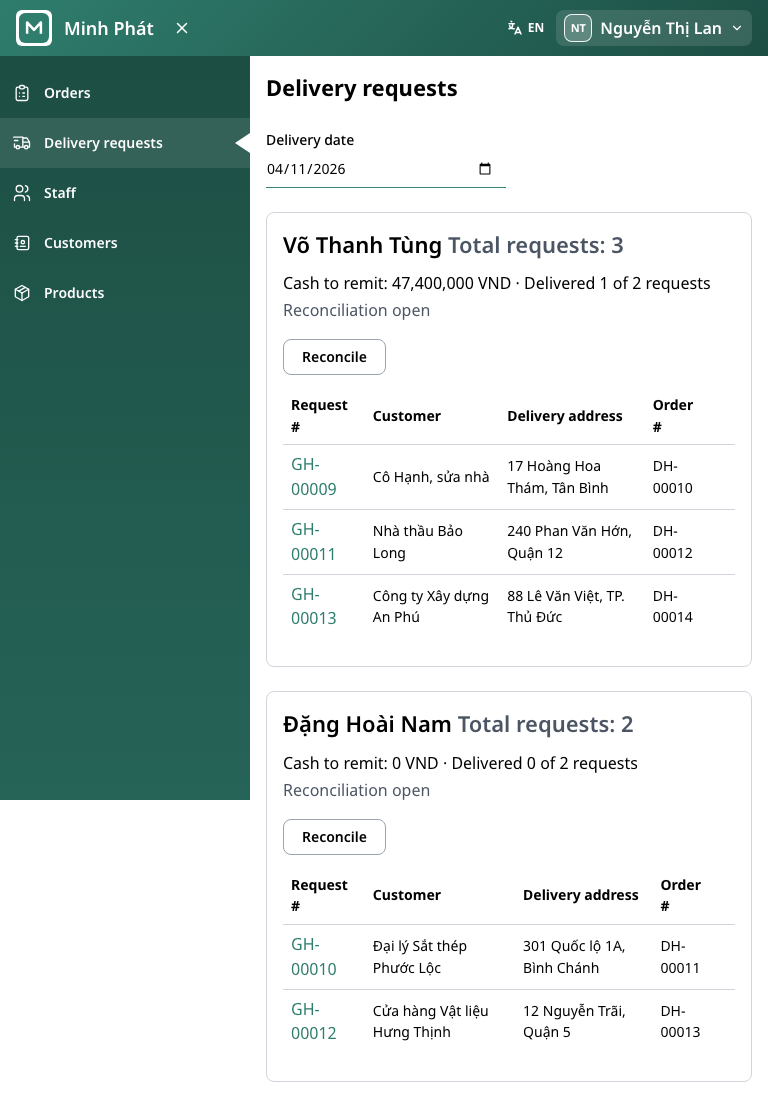 Minh Phát
EN
NT
Nguyễn Thị Lan
Orders
Delivery requests
Staff
Customers
Products
Delivery requests
Delivery date
04/11/2026
Võ Thanh Tùng Total requests: 3
Cash to remit: 47,400,000 VND · Delivered 1 of 2 requests
Reconciliation open
Reconcile
Request # Customer Delivery address Order #
GH-00009 Cô Hạnh, sửa nhà 17 Hoàng Hoa Thám, Tân Bình DH-00010
GH-00011 Nhà thầu Bảo Long 240 Phan Văn Hớn, Quận 12 DH-00012
GH-00013 Công ty Xây dựng An Phú 88 Lê Văn Việt, TP. Thủ Đức DH-00014
Đặng Hoài Nam Total requests: 2
Cash to remit: 0 VND · Delivered 0 of 2 requests
Reconciliation open
Reconcile
Request # Customer Delivery address Order #
GH-00010 Đại lý Sắt thép Phước Lộc 301 Quốc lộ 1A, Bình Chánh DH-00011
GH-00012 Cửa hàng Vật liệu Hưng Thịnh 12 Nguyễn Trãi, Quận 5 DH-00013